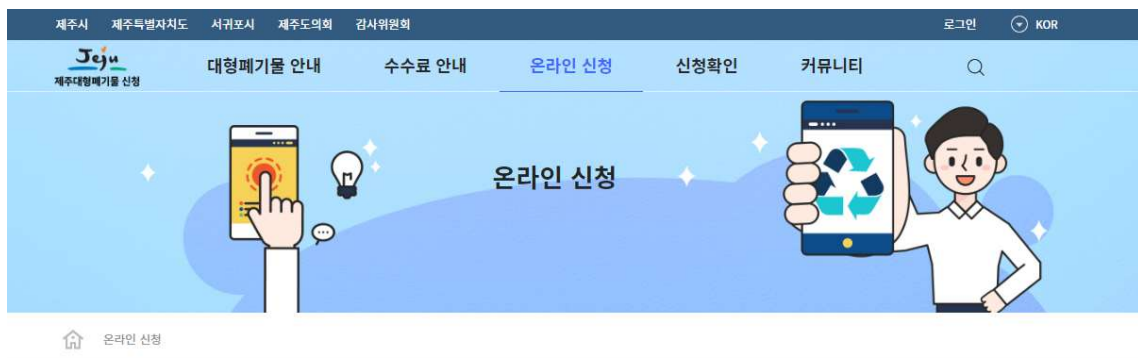 제주시 제주특별자치도 서귀포시 제주도의회 감사위원회 로그인 KOR
Jeju
제주대형폐기물 신청
대형폐기물 안내 수수료 안내 온라인 신청 신청확인 커뮤니티
온라인 신청
온라인 신청